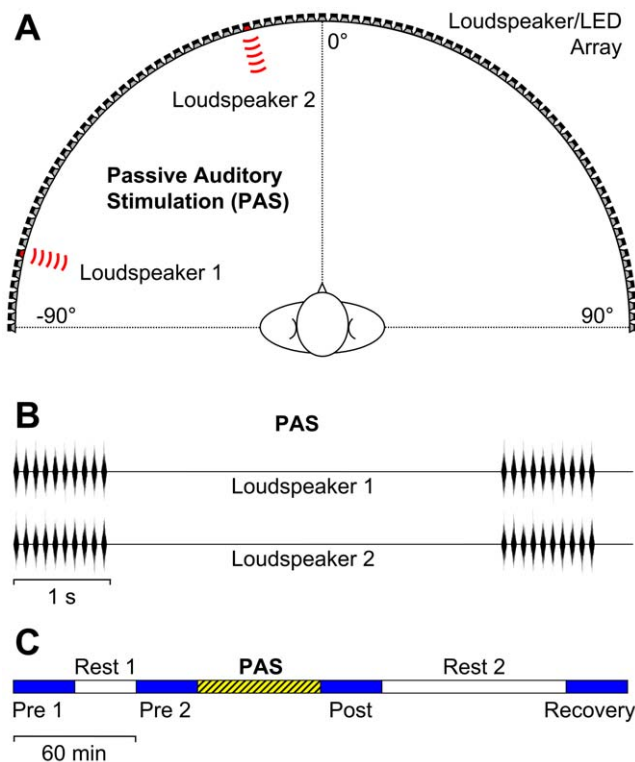 A
Loudspeaker/LED
Array
0°
Loudspeaker 2
Passive Auditory
Stimulation (PAS)
Loudspeaker 1
-90°
90°
B
PAS
Loudspeaker 1
Loudspeaker 2
1 s
C
Rest 1
PAS
Rest 2
Pre 1
Pre 2
Post
Recovery
60 min